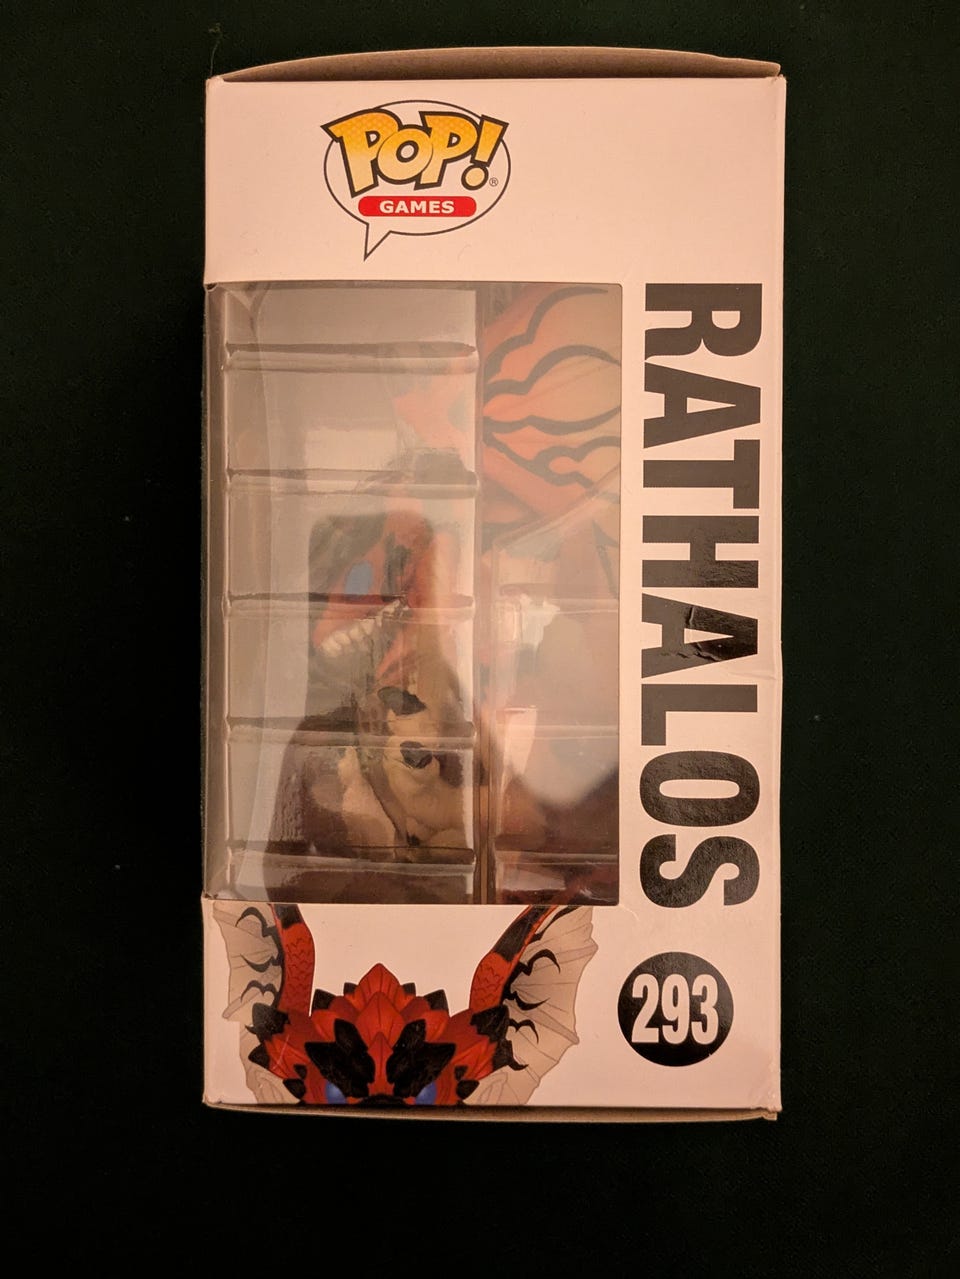 POP! ®
GAMES
RATHALOS
293